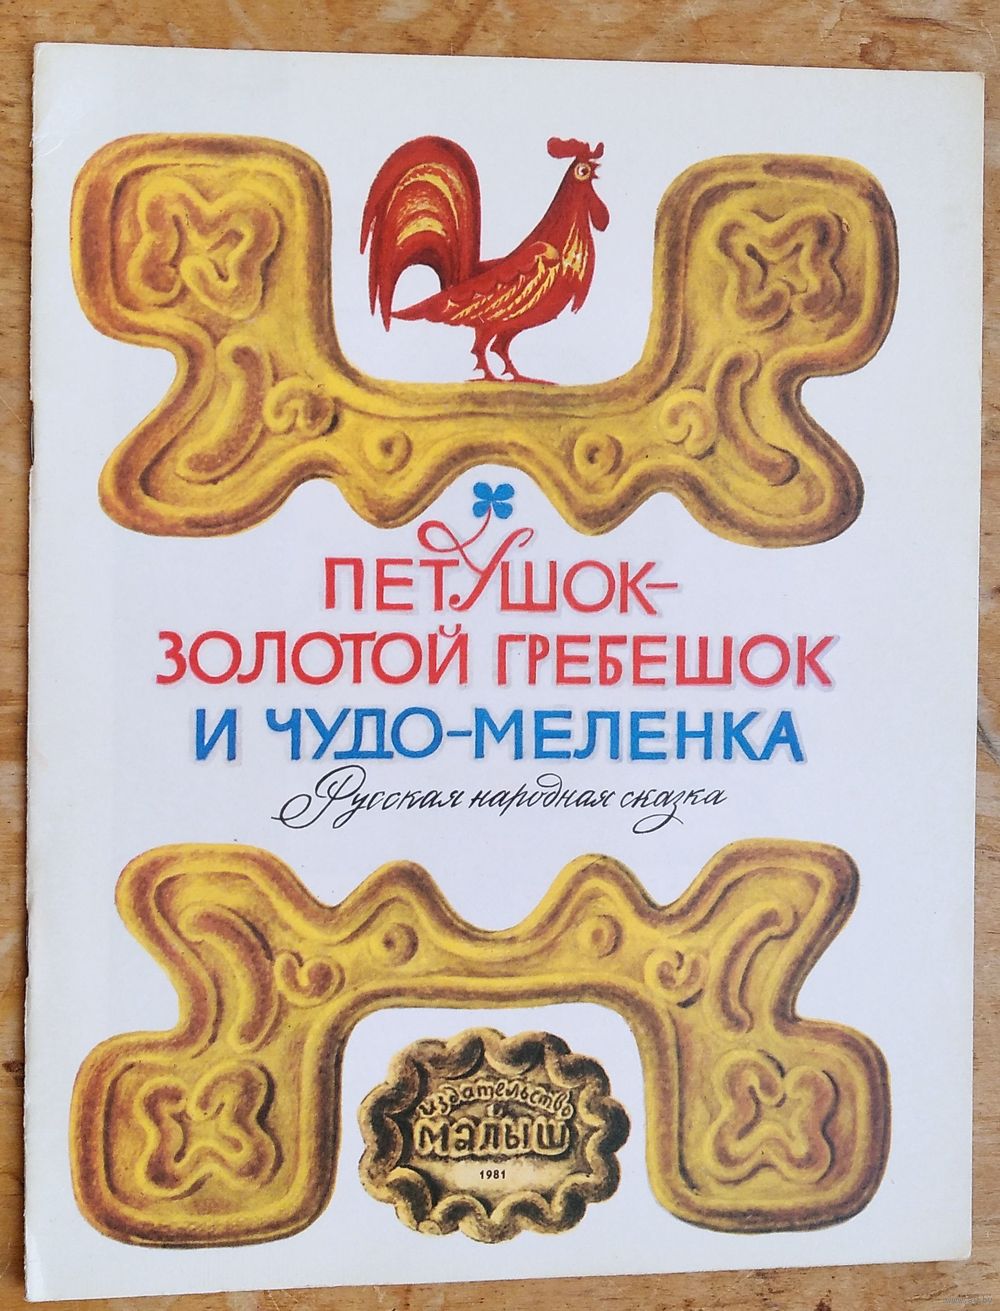 ПЕТУШОК-
ЗОЛОТОЙ ГРЕБЕШОК
И ЧУДО-МЕЛЕНКА
Русская народная сказка
издательство
малыш
1981